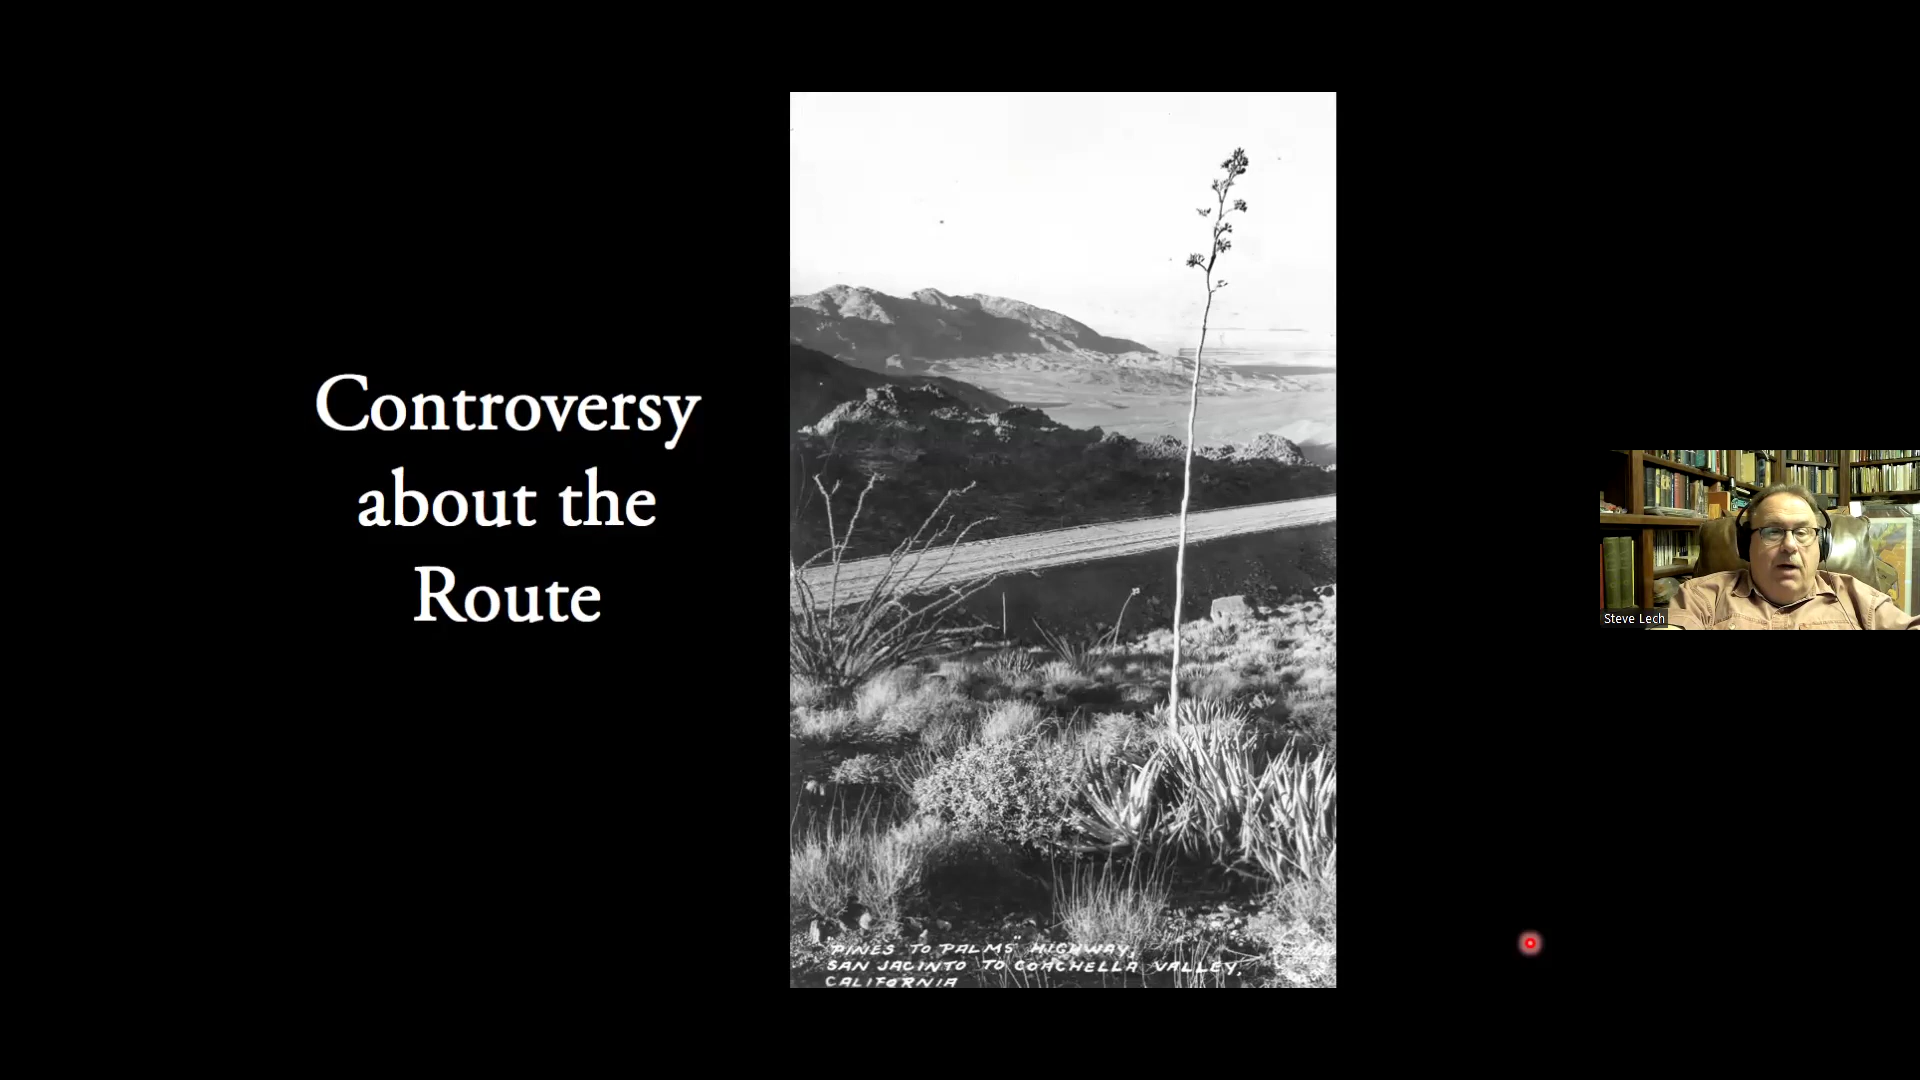 Controversy
about the
Route
"PINES TO PALMS" HIGHWAY,
SAN JACINTO TO COACHELLA VALLEY,
CALIFORNIA
Steve Lech